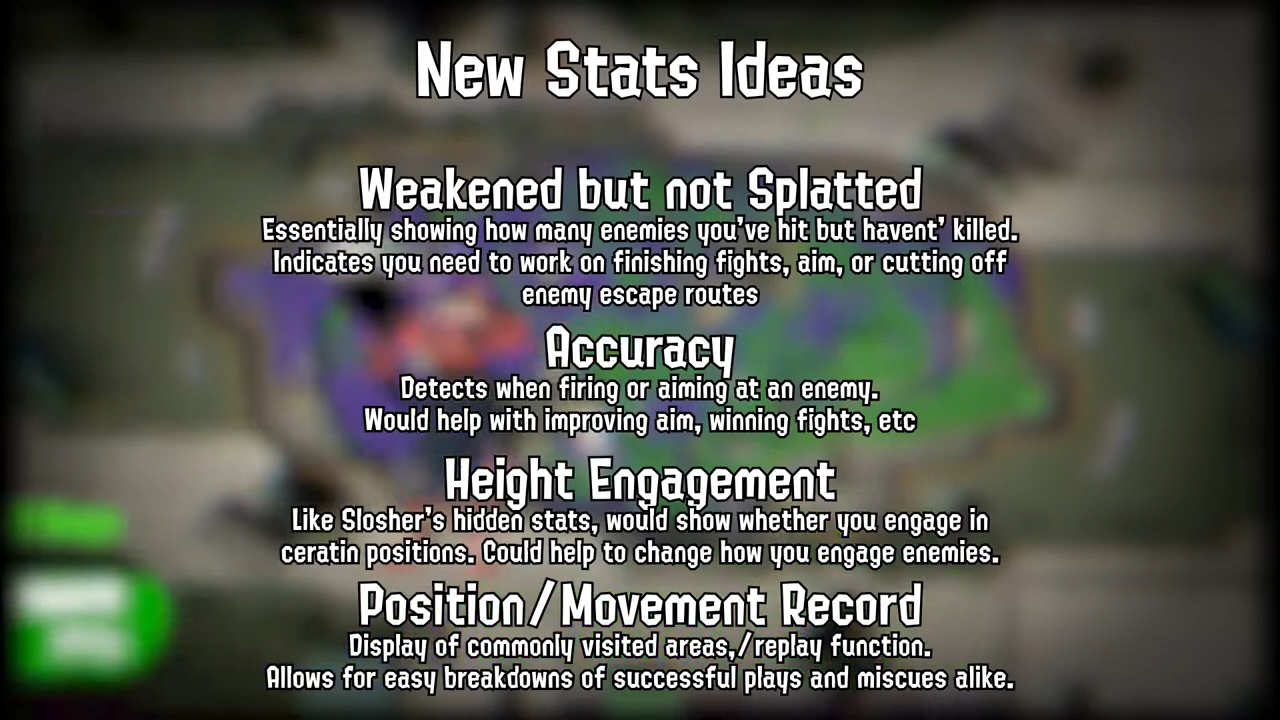 New Stats Ideas
Weakened but not Splatted
Essentially showing how many enemies you've hit but havent' killed.
Indicates you need to work on finishing fights, aim, or cutting off
enemy escape routes
Accuracy
Detects when firing or aiming at an enemy.
Would help with improving aim, winning fights, etc
Height Engagement
Like Slosher's hidden stats, would show whether you engage in
ceratin positions. Could help to change how you engage enemies.
Position/Movement Record
Display of commonly visited areas,/replay function.
Allows for easy breakdowns of successful plays and miscues alike.